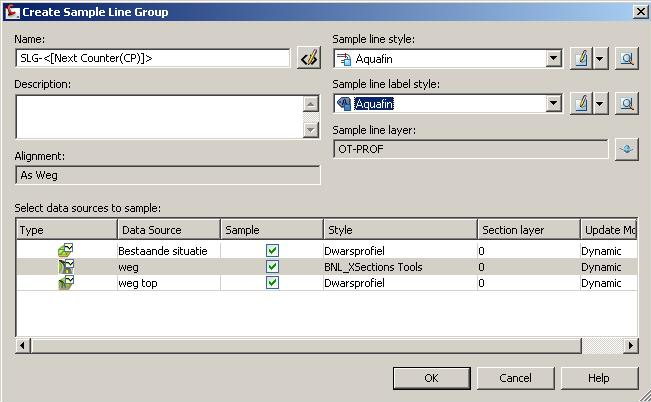 Create Sample Line Group
Name:
SLG-<[Next Counter(CP)]>
Description:
Alignment:
As Weg
Sample line style:
Aquafin
Sample line label style:
Aquafin
Sample line layer:
OT-PROF
Select data sources to sample:
Type Data Source Sample Style Section layer Update Mo
Bestaande situatie Dwarsprofiel 0 Dynamic
weg BNL_XSections Tools 0 Dynamic
weg top Dwarsprofiel 0 Dynamic
OK Cancel Help